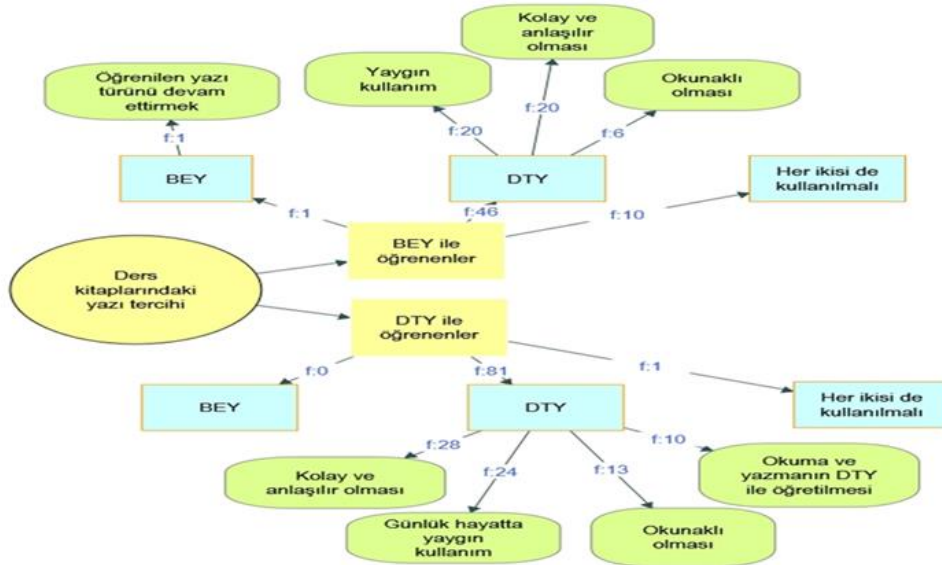 Kolay ve
anlaşılır olması
Yaygın
kullanım
Okunaklı
olması
Öğrenilen yazı
türünü devam
ettirmek
f:20
f:20
f:6
f:1
BEY
DTY
Her ikisi de
kullanılmalı
f:1
f:46
f:10
BEY ile
öğrenenler
Ders
kitaplarındaki
yazı tercihi
DTY ile
öğrenenler
f:0
f:81
f:1
BEY
DTY
Her ikisi de
kullanılmalı
f:28
f:24
f:13
f:10
Kolay ve
anlaşılır olması
Günlük hayatta
yaygın
kullanım
Okunaklı
olması
Okuma ve
yazmanın DTY
ile öğretilmesi